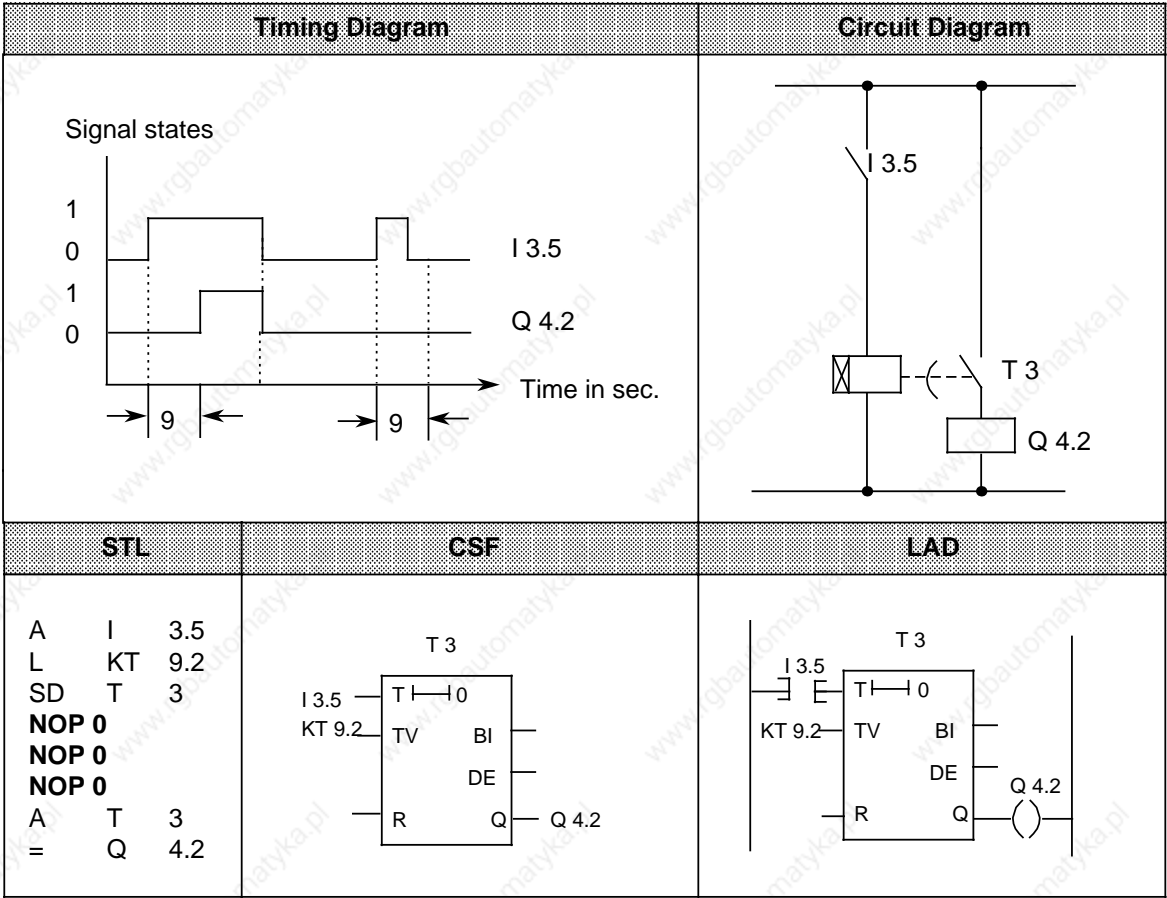 Timing Diagram
Circuit Diagram
Signal states
1
0
I 3.5
1
0
Q 4.2
Time in sec.
9
9
I 3.5
T 3
Q 4.2
STL
CSF
LAD
A I 3.5
L KT 9.2
SD T 3
NOP 0
NOP 0
NOP 0
A T 3
= Q 4.2
T 3
I 3.5
T 0
KT 9.2
TV
BI
DE
R
Q
Q 4.2
T 3
I 3.5
T 0
KT 9.2
TV
BI
DE
Q 4.2
R
Q
www.rgbautomatyka.pl